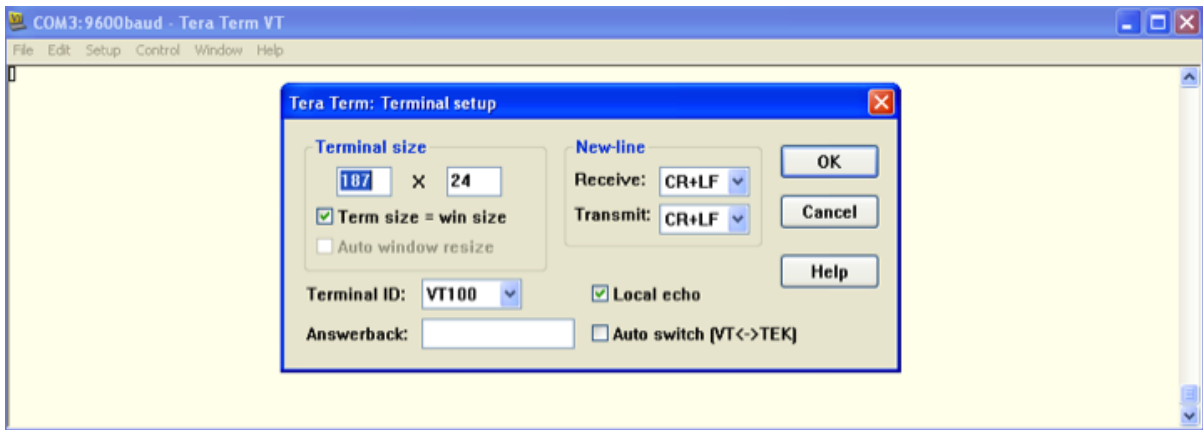 COM3:9600baud - Tera Term VT
File Edit Setup Control Window Help
Tera Term: Terminal setup
Terminal size
187 X 24
Term size = win size
Auto window resize
New-line
Receive: CR+LF
Transmit: CR+LF
OK
Cancel
Help
Terminal ID: VT100
Local echo
Answerback:
Auto switch (VT<->TEK)